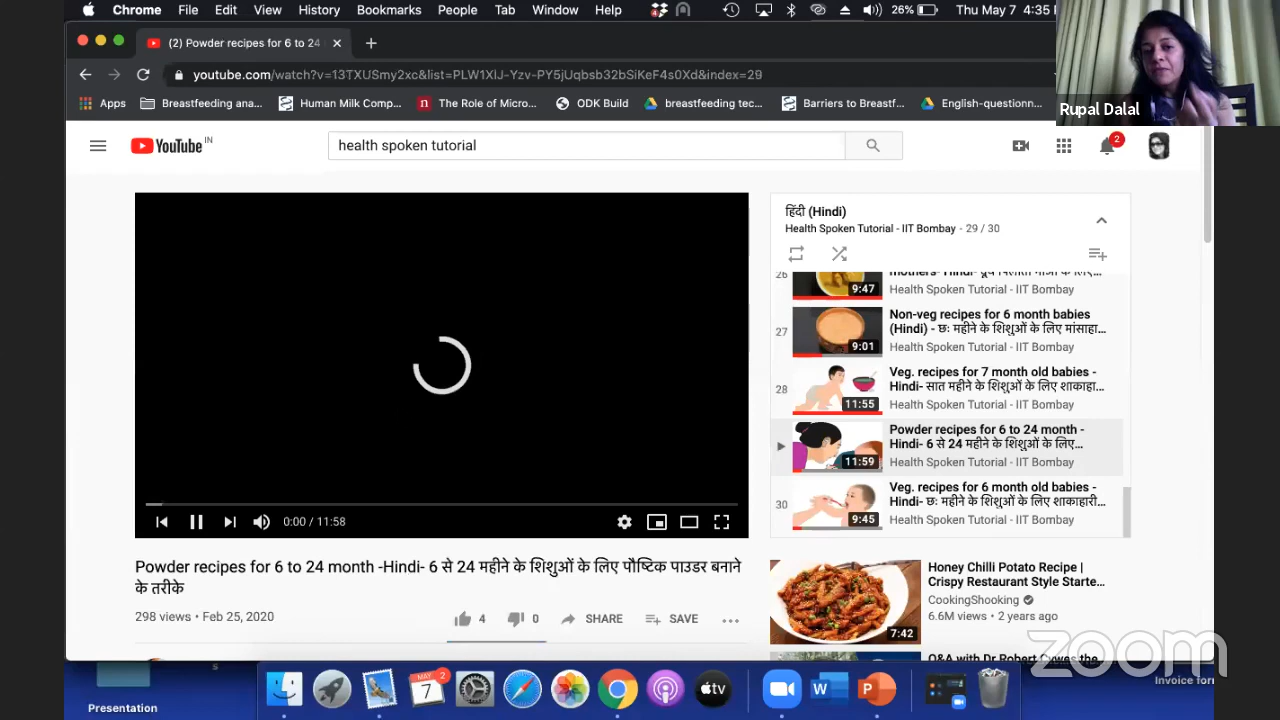 Chrome File Edit View History Bookmarks People Tab Window Help 26% Thu May 7 4:35
(2) Powder recipes for 6 to 24
youtube.com/watch?v=13TXUSmy2xc&list=PLW1XlJ-Yzv-PY5jUqbsb32bSiKeF4s0Xd&index=29
Apps Breastfeeding ana... Human Milk Comp... The Role of Micro... ODK Build breastfeeding tec... Barriers to Breastf... English-questionn...
Rupal Dalal
YouTube IN
health spoken tutorial
2
हिंदी (Hindi)
Health Spoken Tutorial - IIT Bombay - 29 / 30
26
9:47
Health Spoken Tutorial - IIT Bombay
27
9:01
Non-veg recipes for 6 month babies
(Hindi) - छः महीने के शिशुओं के लिए मांसाहा...
Health Spoken Tutorial - IIT Bombay
28
11:55
Veg. recipes for 7 month old babies -
Hindi- सात महीने के शिशुओं के लिए शाकाहा...
Health Spoken Tutorial - IIT Bombay
11:59
Powder recipes for 6 to 24 month -
Hindi- 6 से 24 महीने के शिशुओं के लिए...
Health Spoken Tutorial - IIT Bombay
30
9:45
Veg. recipes for 6 month old babies -
Hindi- छः महीने के शिशुओं के लिए शाकाहारी...
Health Spoken Tutorial - IIT Bombay
0:00 / 11:58
Powder recipes for 6 to 24 month -Hindi- 6 से 24 महीने के शिशुओं के लिए पौष्टिक पाउडर बनाने
के तरीके
298 views • Feb 25, 2020
4 0 SHARE SAVE
7:42
Honey Chilli Potato Recipe |
Crispy Restaurant Style Starte...
CookingShooking
6.6M views • 2 years ago
zoom
Presentation
MAY 2
7
tv
W P
Invoice for